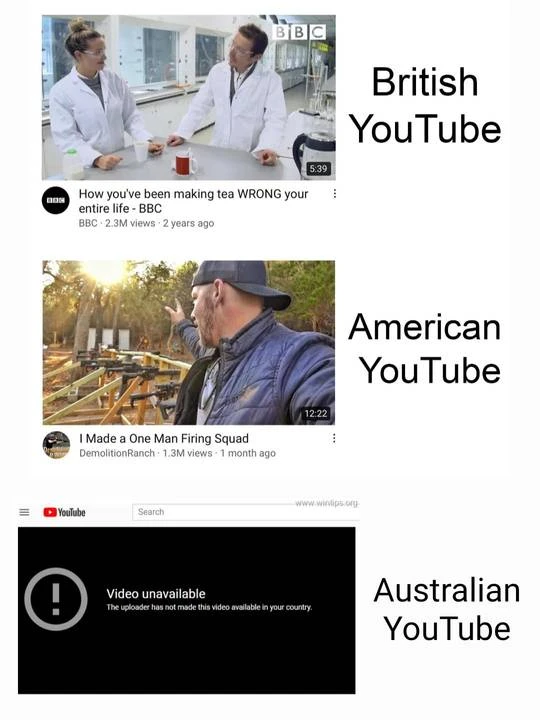 BBC
British
YouTube
5:39
BBC
How you've been making tea WRONG your
entire life - BBC
BBC · 2.3M views · 2 years ago
American
YouTube
12:22
I Made a One Man Firing Squad
DemolitionRanch · 1.3M views · 1 month ago
www.wintips.org
YouTube
Search
Video unavailable
The uploader has not made this video available in your country.
Australian
YouTube